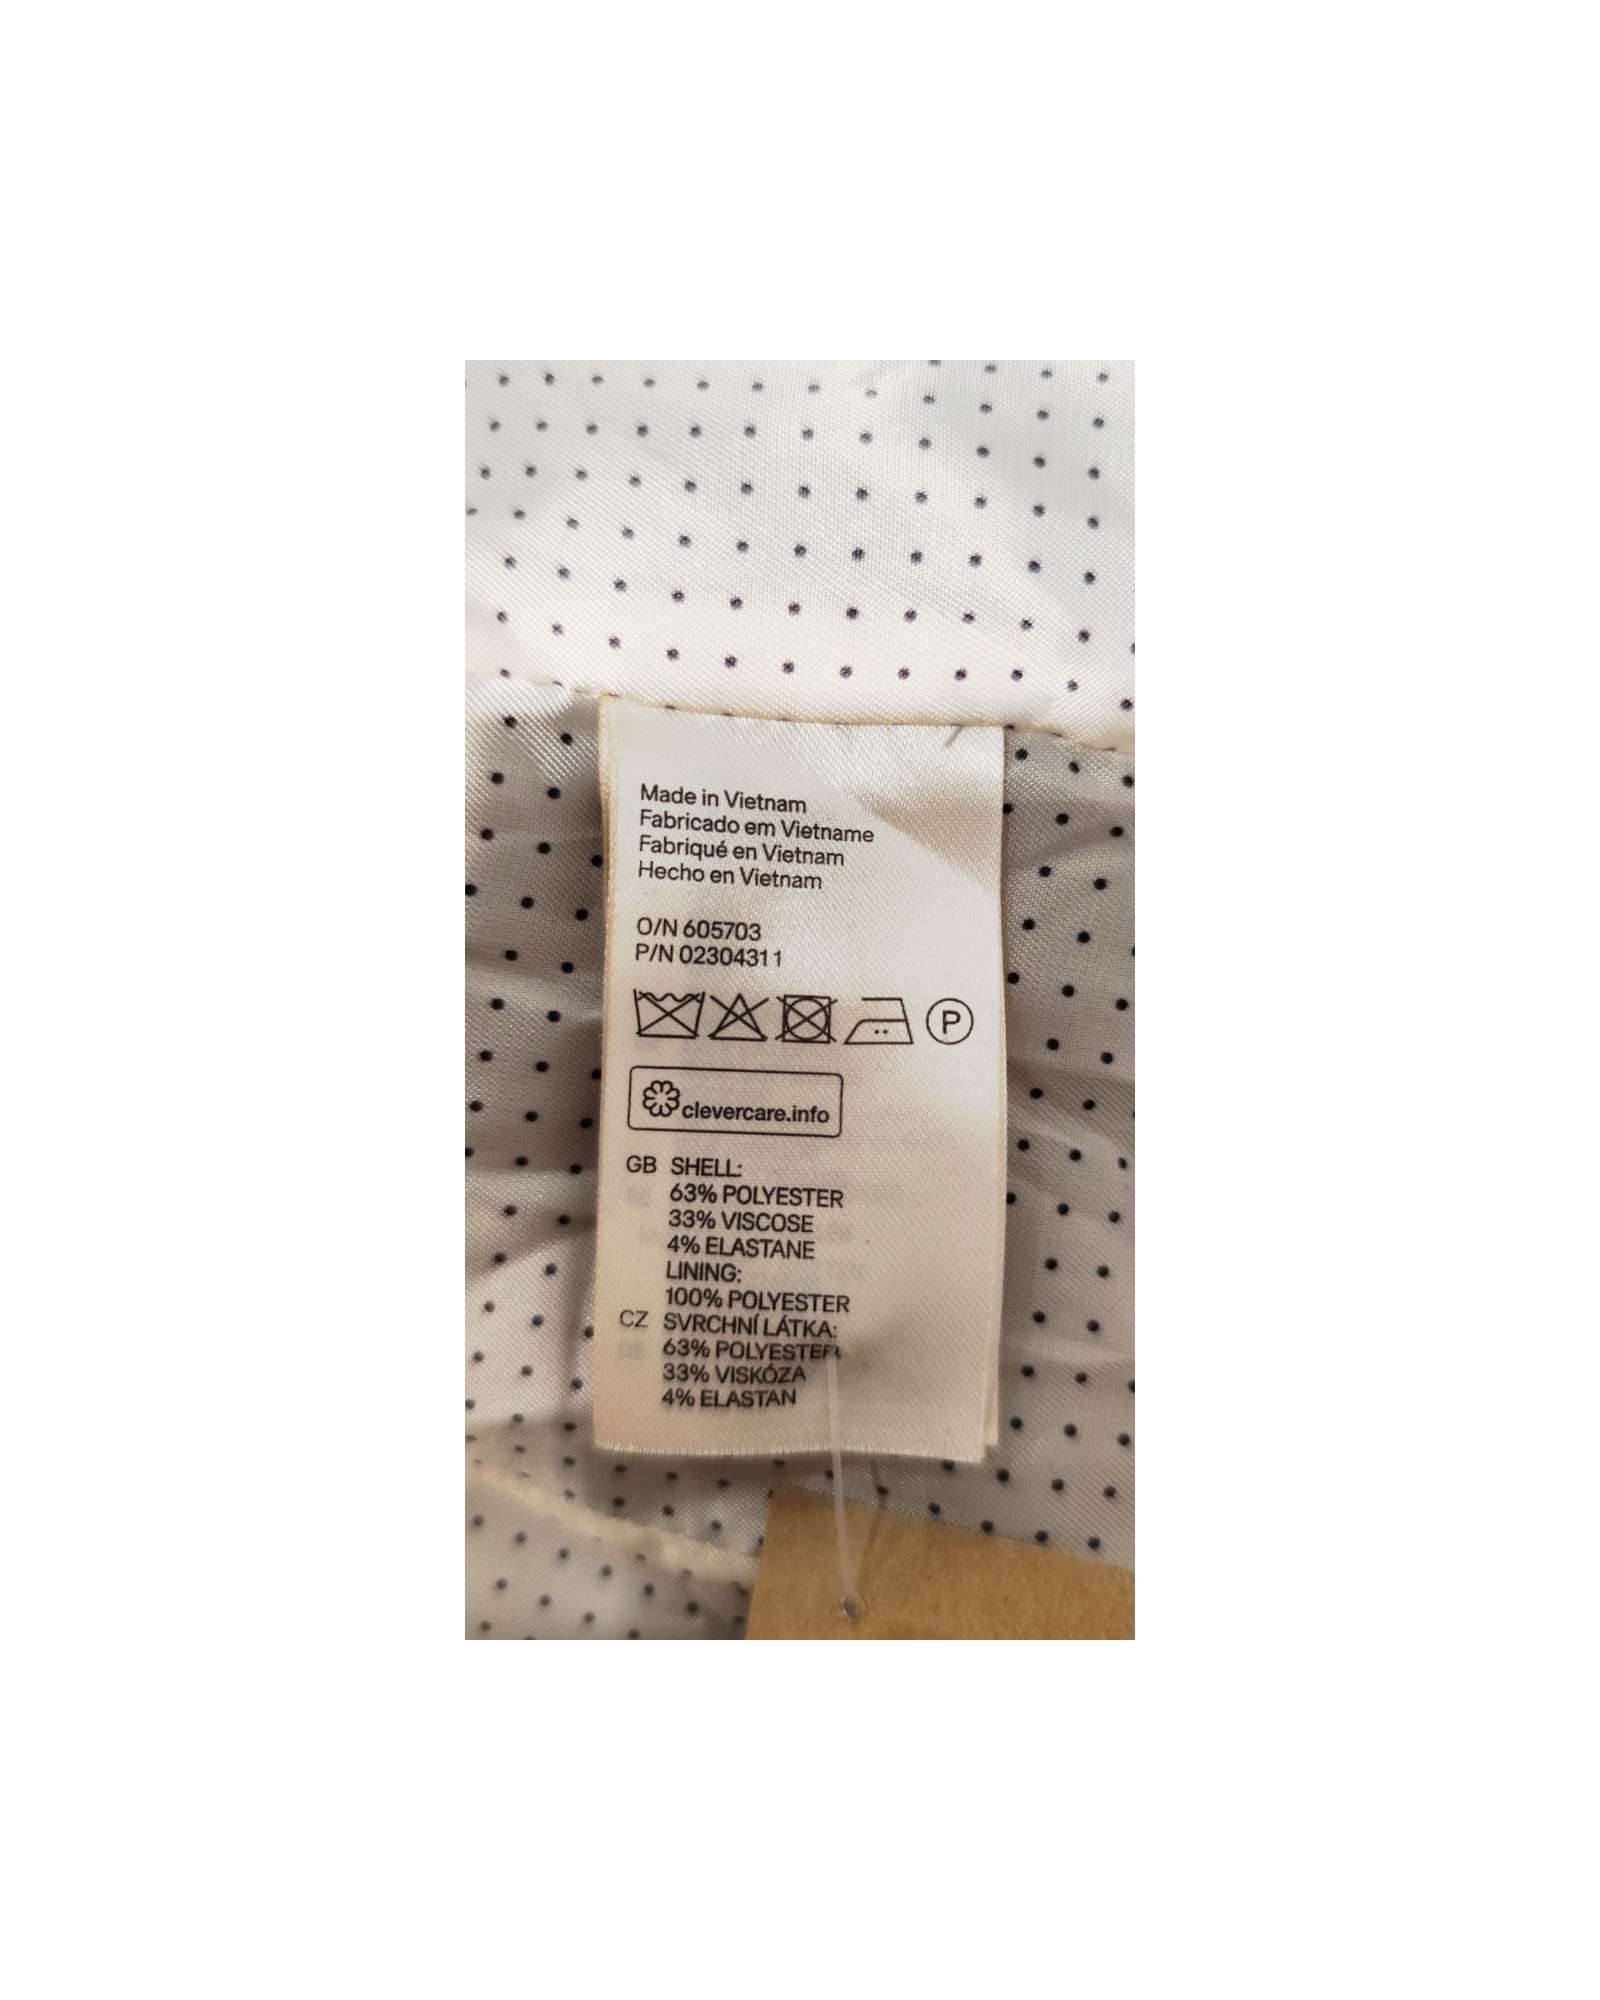 Made in Vietnam
Fabricado em Vietname
Fabriqué en Vietnam
Hecho en Vietnam
O/N 605703
P/N 02304311
P
clevercare.info
GB SHELL:
63% POLYESTER
33% VISCOSE
4% ELASTANE
LINING:
100% POLYESTER
CZ SVRCHNÍ LÁTKA:
63% POLYESTER
33% VISKÓZA
4% ELASTAN